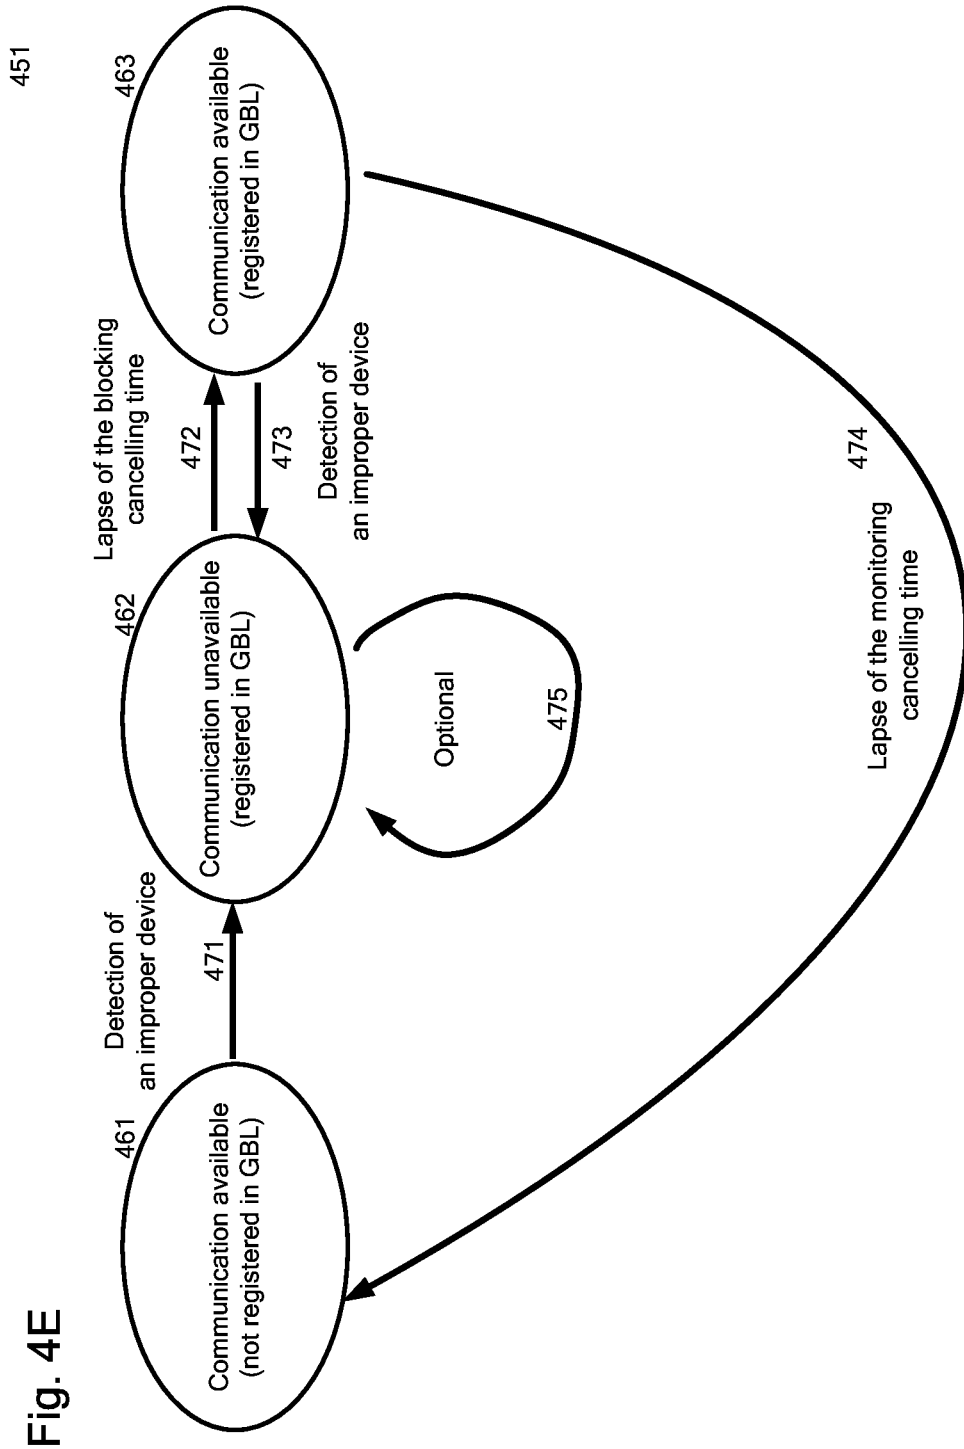 Fig. 4E
451
461
Communication available
(not registered in GBL)
Detection of
an improper device
471
462
Communication unavailable
(registered in GBL)
Lapse of the blocking
cancelling time
472
473
Detection of
an improper device
463
Communication available
(registered in GBL)
Optional
475
474
Lapse of the monitoring
cancelling time